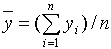 ȳ = (∑ᵢ₌₁ⁿ yᵢ) / n